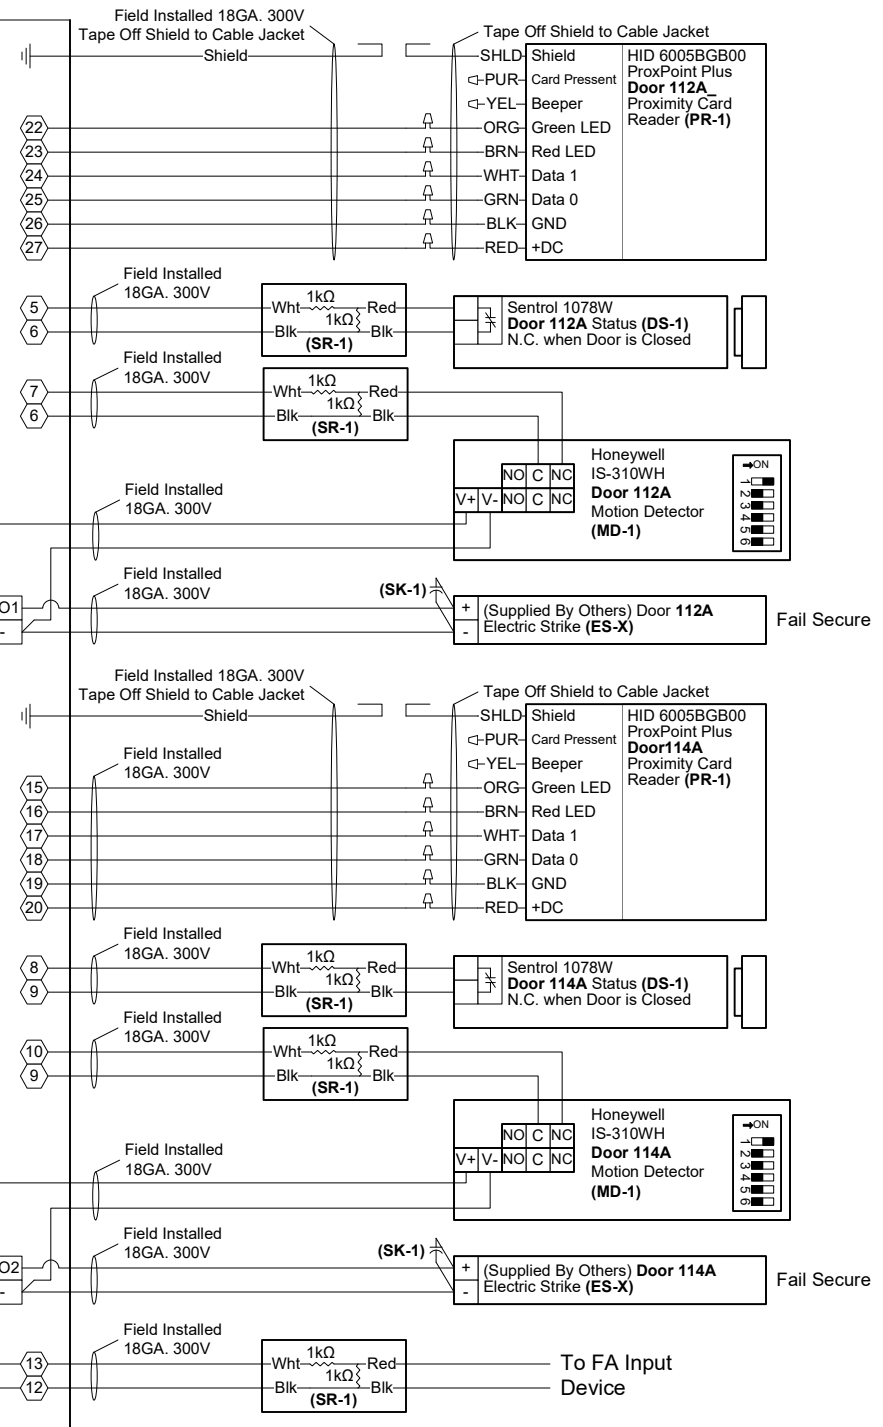 Field Installed 18GA. 300V
Tape Off Shield to Cable Jacket
Shield
Tape Off Shield to Cable Jacket
SHLD Shield
PUR Card Pressent
YEL Beeper
22 ORG Green LED
23 BRN Red LED
24 WHT Data 1
25 GRN Data 0
26 BLK GND
27 RED +DC
HID 6005BGB00
ProxPoint Plus
Door 112A_
Proximity Card
Reader (PR-1)
Field Installed
18GA. 300V
5 Wht 1kΩ Red
6 Blk 1kΩ Blk
(SR-1)
Sentrol 1078W
Door 112A Status (DS-1)
N.C. when Door is Closed
Field Installed
18GA. 300V
7 Wht 1kΩ Red
6 Blk 1kΩ Blk
(SR-1)
NO C NC
V+ V- NO C NC
Honeywell
IS-310WH
Door 112A
Motion Detector
(MD-1)
➞ON
1
2
3
4
5
6
Field Installed
18GA. 300V
Field Installed
18GA. 300V
O1
-
(SK-1)
+
-
(Supplied By Others) Door 112A
Electric Strike (ES-X)
Fail Secure
Field Installed 18GA. 300V
Tape Off Shield to Cable Jacket
Shield
Tape Off Shield to Cable Jacket
SHLD Shield
PUR Card Pressent
YEL Beeper
Field Installed
18GA. 300V
15 ORG Green LED
16 BRN Red LED
17 WHT Data 1
18 GRN Data 0
19 BLK GND
20 RED +DC
HID 6005BGB00
ProxPoint Plus
Door114A
Proximity Card
Reader (PR-1)
Field Installed
18GA. 300V
8 Wht 1kΩ Red
9 Blk 1kΩ Blk
(SR-1)
Sentrol 1078W
Door 114A Status (DS-1)
N.C. when Door is Closed
Field Installed
18GA. 300V
10 Wht 1kΩ Red
9 Blk 1kΩ Blk
(SR-1)
NO C NC
V+ V- NO C NC
Honeywell
IS-310WH
Door 114A
Motion Detector
(MD-1)
➞ON
1
2
3
4
5
6
Field Installed
18GA. 300V
Field Installed
18GA. 300V
O2
-
(SK-1)
+
-
(Supplied By Others) Door 114A
Electric Strike (ES-X)
Fail Secure
Field Installed
18GA. 300V
13 Wht 1kΩ Red
12 Blk 1kΩ Blk
(SR-1)
To FA Input
Device